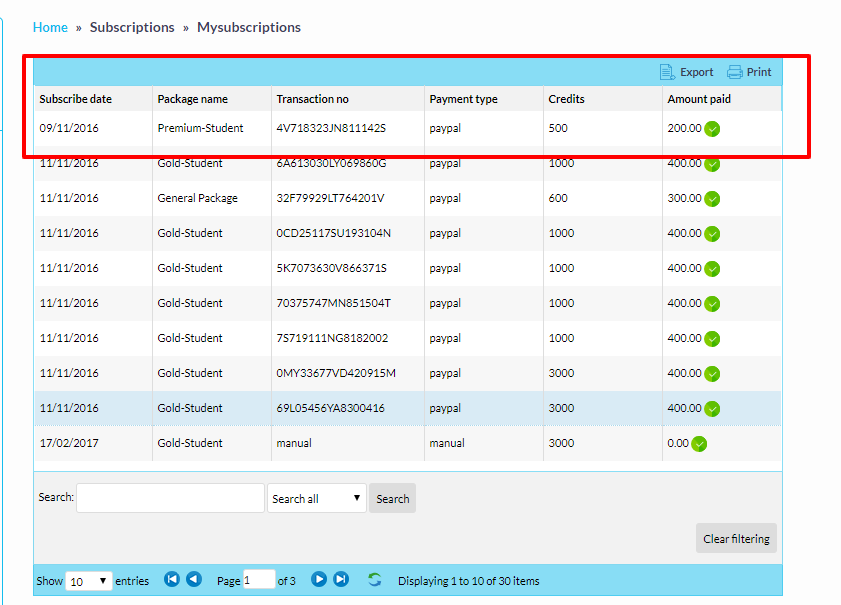 Home » Subscriptions » Mysubscriptions
Export Print
Subscribe date Package name Transaction no Payment type Credits Amount paid
09/11/2016 Premium-Student 4V718323JN811142S paypal 500 200.00
11/11/2016 Gold-Student 6A613030LY069860G paypal 1000 400.00
11/11/2016 General Package 32F79929LT764201V paypal 600 300.00
11/11/2016 Gold-Student 0CD25117SU193104N paypal 1000 400.00
11/11/2016 Gold-Student 5K7073630V866371S paypal 1000 400.00
11/11/2016 Gold-Student 70375747MN851504T paypal 1000 400.00
11/11/2016 Gold-Student 7S719111NG8182002 paypal 1000 400.00
11/11/2016 Gold-Student 0MY33677VD420915M paypal 3000 400.00
11/11/2016 Gold-Student 69L05456YA8300416 paypal 3000 400.00
17/02/2017 Gold-Student manual manual 3000 0.00
Search: Search all Search
Clear filtering
Show 10 entries Page 1 of 3 Displaying 1 to 10 of 30 items